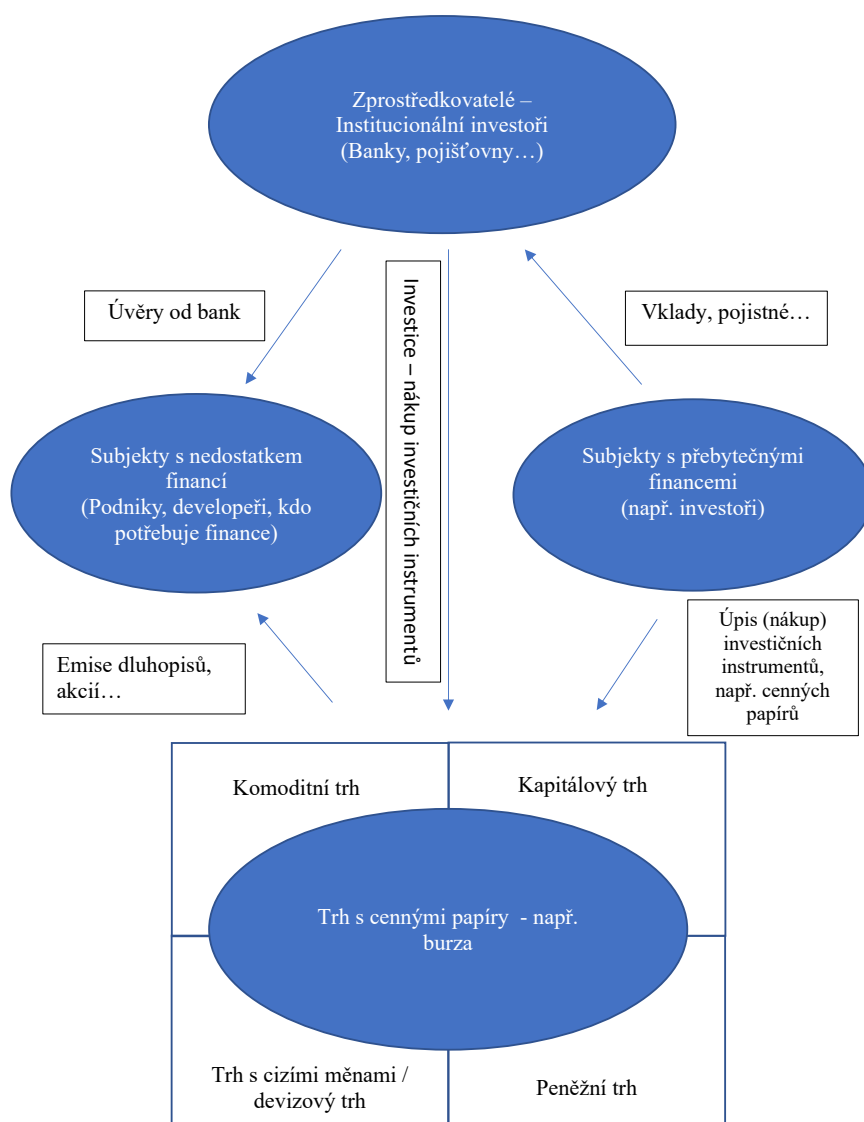 Zprostředkovatelé –
Institucionální investoři
(Banky, pojišťovny…)
Úvěry od bank
Investice – nákup investičních instrumentů
Vklady, pojistné…
Subjekty s nedostatkem
financí
(Podniky, developeři, kdo
potřebuje finance)
Subjekty s přebytečnými
financemi
(např. investoři)
Emise dluhopisů,
akcií…
Úpis (nákup)
investičních
instrumentů,
např. cenných
papírů
Komoditní trh
Kapitálový trh
Trh s cennými papíry - např.
burza
Trh s cizími měnami /
devizový trh
Peněžní trh